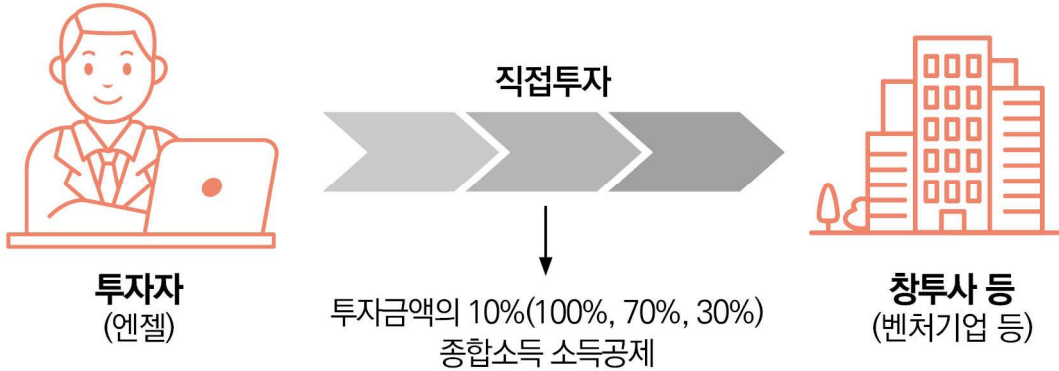 직접투자
투자자
(엔젤)
투자금액의 10%(100%, 70%, 30%)
종합소득 소득공제
창투사 등
(벤처기업 등)